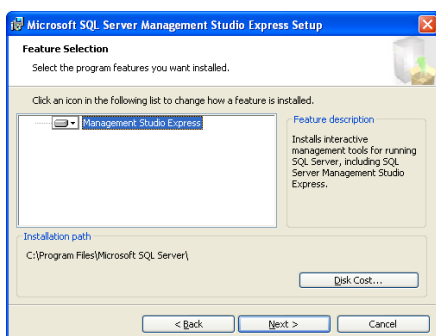 Microsoft SQL Server Management Studio Express Setup
Feature Selection
Select the program features you want installed.
Click an icon in the following list to change how a feature is installed.
Management Studio Express
Feature description
Installs interactive
management tools for running
SQL Server, including SQL
Server Management Studio
Express.
Installation path
C:\Program Files\Microsoft SQL Server\
Disk Cost...
< Back
Next >
Cancel